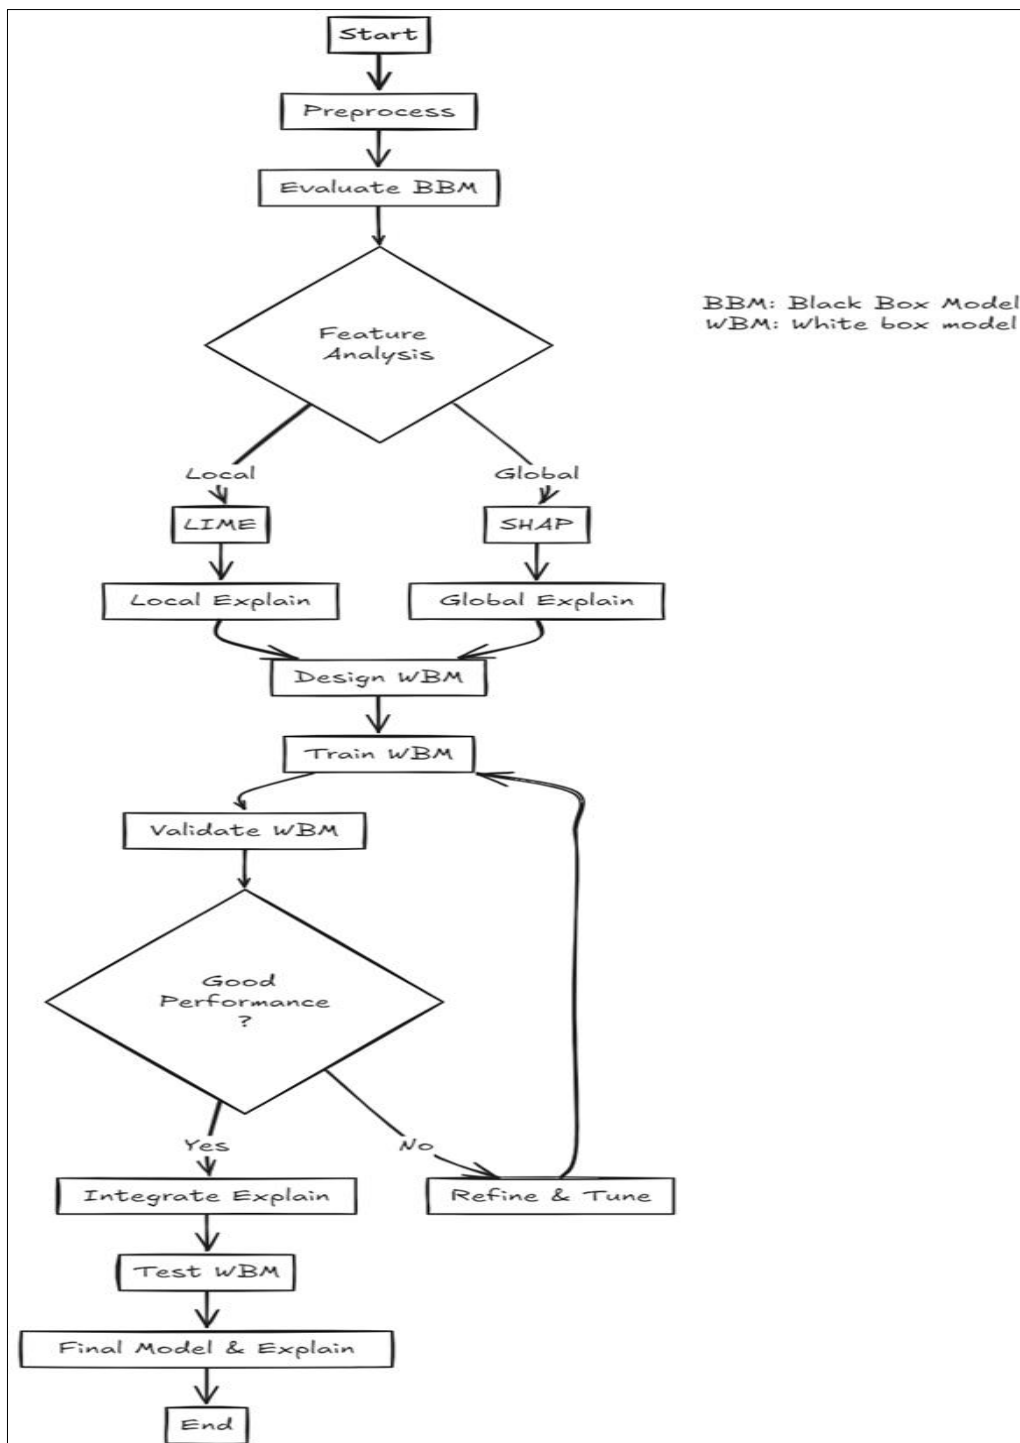 Start
Preprocess
Evaluate BBM
Feature
Analysis
BBM: Black Box Model
WBM: White box model
Local
Global
LIME
SHAP
Local Explain
Global Explain
Design WBM
Train WBM
Validate WBM
Good
Performance
?
Yes
No
Integrate Explain
Refine & Tune
Test WBM
Final Model & Explain
End